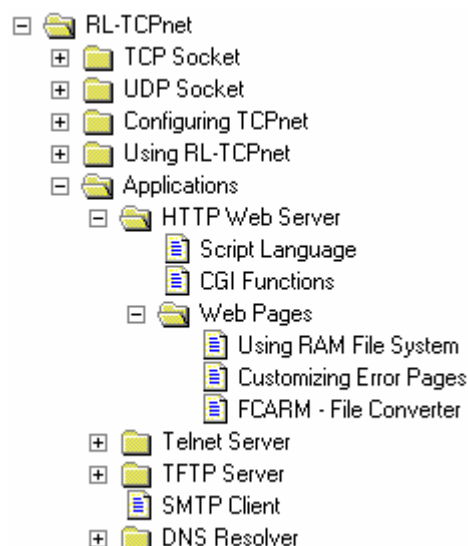 RL-TCPnet
TCP Socket
UDP Socket
Configuring TCPnet
Using RL-TCPnet
Applications
HTTP Web Server
Script Language
CGI Functions
Web Pages
Using RAM File System
Customizing Error Pages
FCARM - File Converter
Telnet Server
TFTP Server
SMTP Client
DNS Resolver